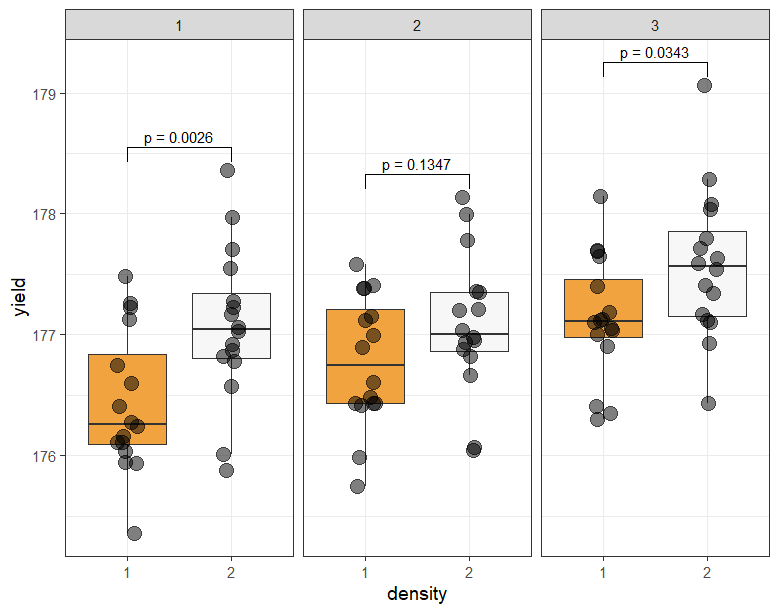 1 2 3
p = 0.0343
p = 0.0026
p = 0.1347
179
178
177
176
yield
1 2 1 2 1 2
density